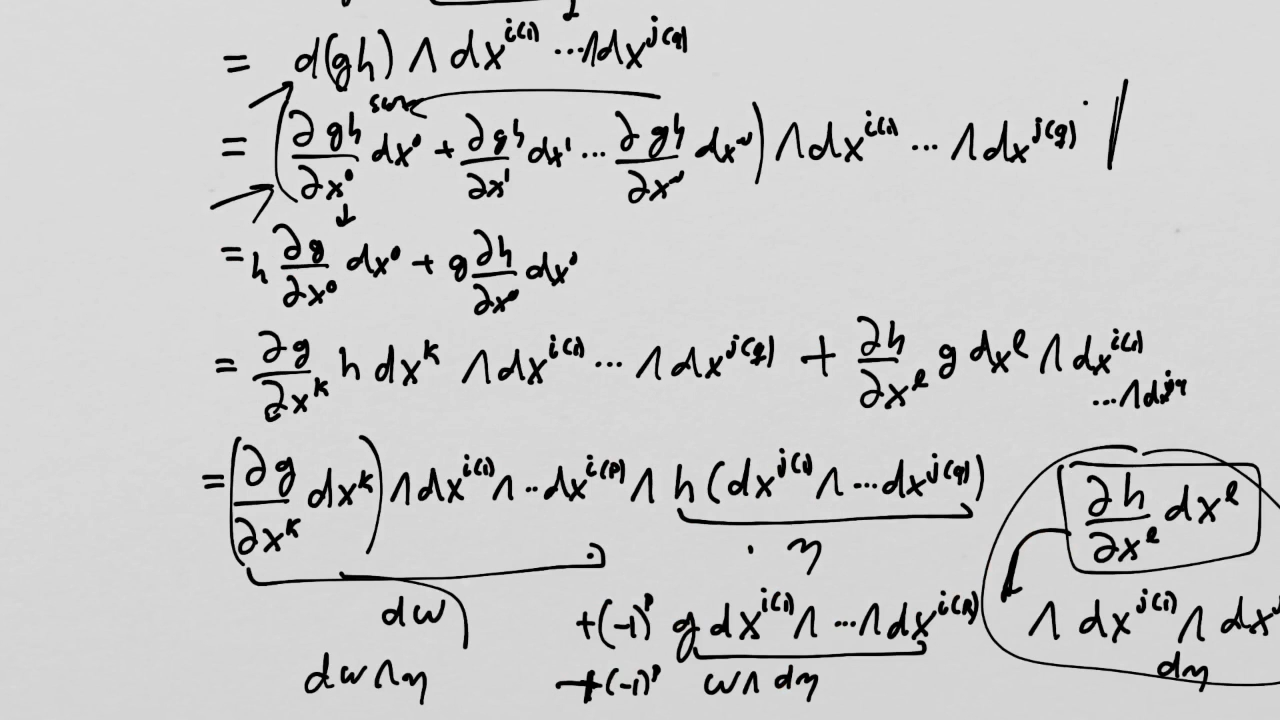 = d(gh) ∧ dx^{i(1)} ... ∧dx^{j(q)}
= (∂gh/∂x^0 dx^0 + ∂gh/∂x^1 dx^1 ... ∂gh/∂x^n dx^n) ∧dx^{i(1)} ... ∧dx^{j(q)}
= h ∂g/∂x^0 dx^0 + g ∂h/∂x^0 dx^0
= ∂g/∂x^k h dx^k ∧dx^{i(1)} ... ∧dx^{j(q)} + ∂h/∂x^l g dx^l ∧dx^{i(1)}
...∧dx^{jq}
= (∂g/∂x^k dx^k) ∧dx^{i(1)}∧...dx^{i(p)} ∧ h(dx^{j(1)}∧...dx^{j(q)})
∂h/∂x^l dx^l
η
dω
+(-1)^p g dx^{i(1)}∧...∧dx^{i(p)}
∧ dx^{j(1)}∧ dx^j
dω∧η
+(-1)^p ω∧dη
dη